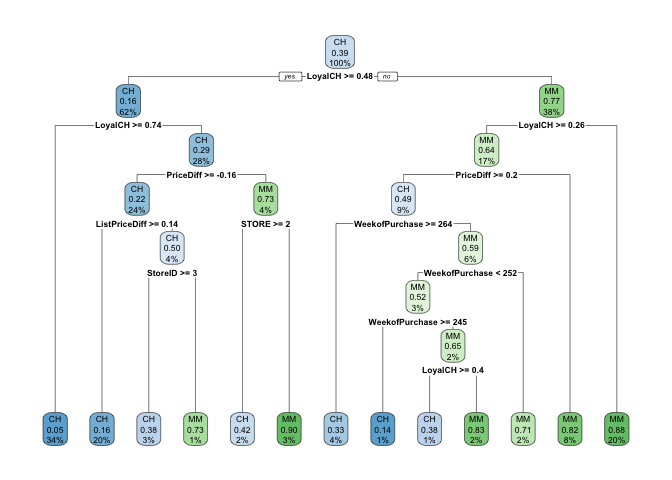 CH
0.39
100%
yes LoyalCH >= 0.48 no
CH
0.16
62%
MM
0.77
38%
LoyalCH >= 0.74
LoyalCH >= 0.26
CH
0.29
28%
MM
0.64
17%
PriceDiff >= -0.16
PriceDiff >= 0.2
CH
0.22
24%
MM
0.73
4%
CH
0.49
9%
ListPriceDiff >= 0.14
STORE >= 2
WeekofPurchase >= 264
CH
0.50
4%
MM
0.59
6%
StoreID >= 3
WeekofPurchase < 252
MM
0.52
3%
WeekofPurchase >= 245
MM
0.65
2%
LoyalCH >= 0.4
CH
0.05
34%
CH
0.16
20%
CH
0.38
3%
MM
0.73
1%
CH
0.42
2%
MM
0.90
3%
CH
0.33
4%
CH
0.14
1%
CH
0.38
1%
MM
0.83
2%
MM
0.71
2%
MM
0.82
8%
MM
0.88
20%